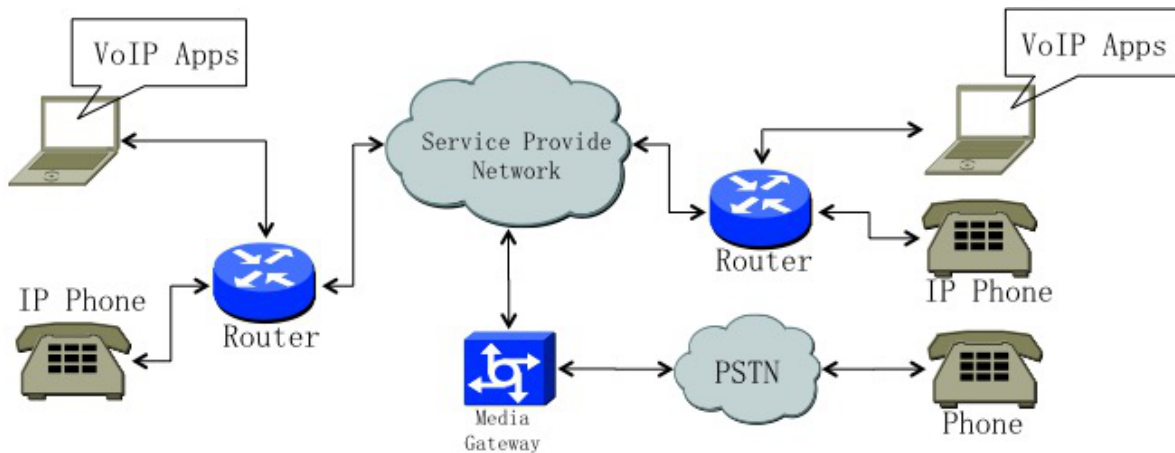 VoIP Apps
VoIP Apps
Service Provide
Network
Router
IP Phone
Router
IP Phone
PSTN
Media
Gateway
Phone